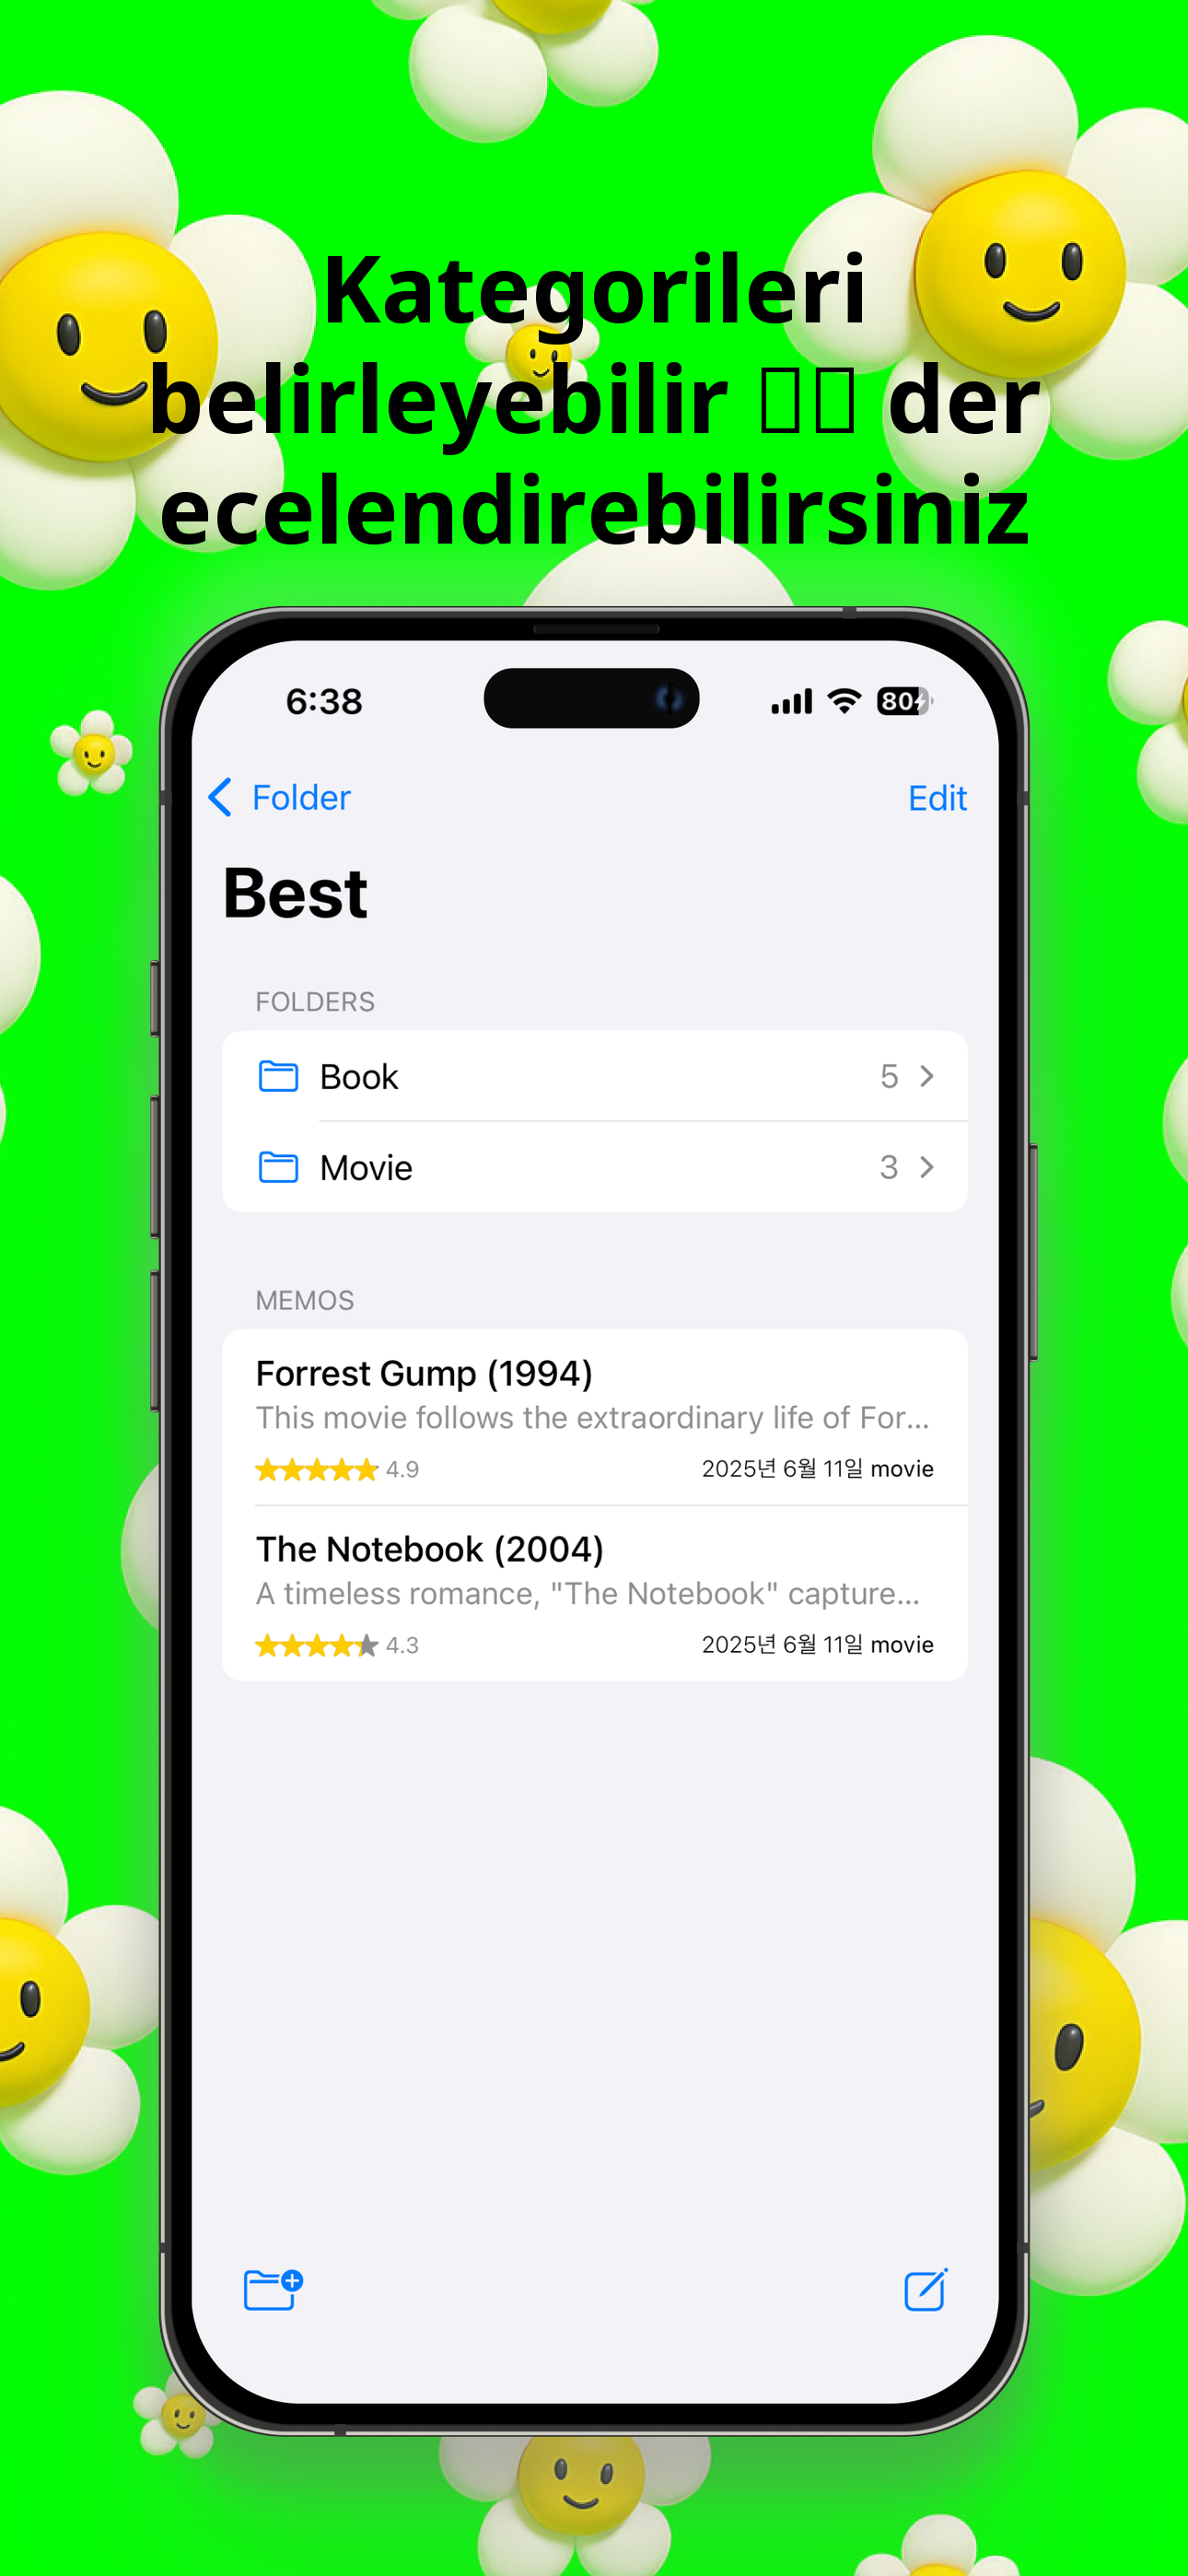 Kategorileri
belirleyebilir 􀀀􀀀 der
ecelendirebilirsiniz
6:38
80
Folder
Edit
Best
FOLDERS
Book 5
Movie 3
MEMOS
Forrest Gump (1994)
This movie follows the extraordinary life of For...
4.9 2025년 6월 11일 movie
The Notebook (2004)
A timeless romance, "The Notebook" capture...
4.3 2025년 6월 11일 movie